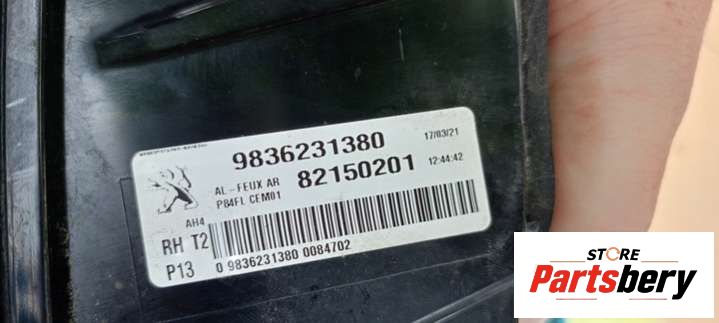 9836231380 17/03/21
AL-FEUX AR 82150201 12:44:42
P84FL CEM01
AH4
RH T2
P13 0 9836231380 0084702
STORE
Partsbery